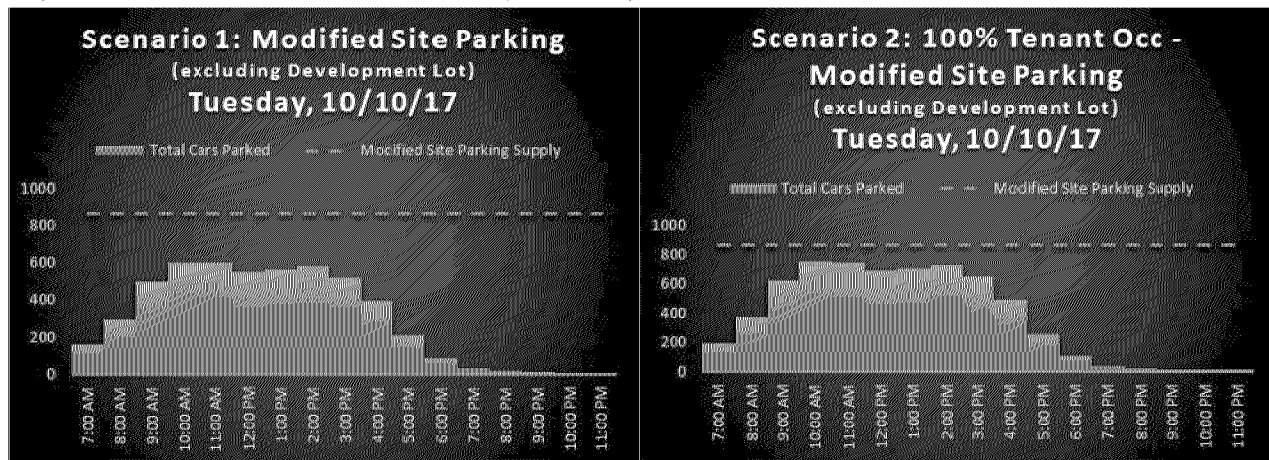 Scenario 1: Modified Site Parking
(excluding Development Lot)
Tuesday, 10/10/17
Total Cars Parked
Modified Site Parking Supply
1000
800
600
400
200
0
7:00 AM
8:00 AM
9:00 AM
10:00 AM
11:00 AM
12:00 PM
1:00 PM
2:00 PM
3:00 PM
4:00 PM
5:00 PM
6:00 PM
7:00 PM
8:00 PM
9:00 PM
10:00 PM
11:00 PM
Scenario 2: 100% Tenant Occ -
Modified Site Parking
(excluding Development Lot)
Tuesday, 10/10/17
Total Cars Parked
Modified Site Parking Supply
1000
800
600
400
200
0
7:00 AM
8:00 AM
9:00 AM
10:00 AM
11:00 AM
12:00 PM
1:00 PM
2:00 PM
3:00 PM
4:00 PM
5:00 PM
6:00 PM
7:00 PM
8:00 PM
9:00 PM
10:00 PM
11:00 PM